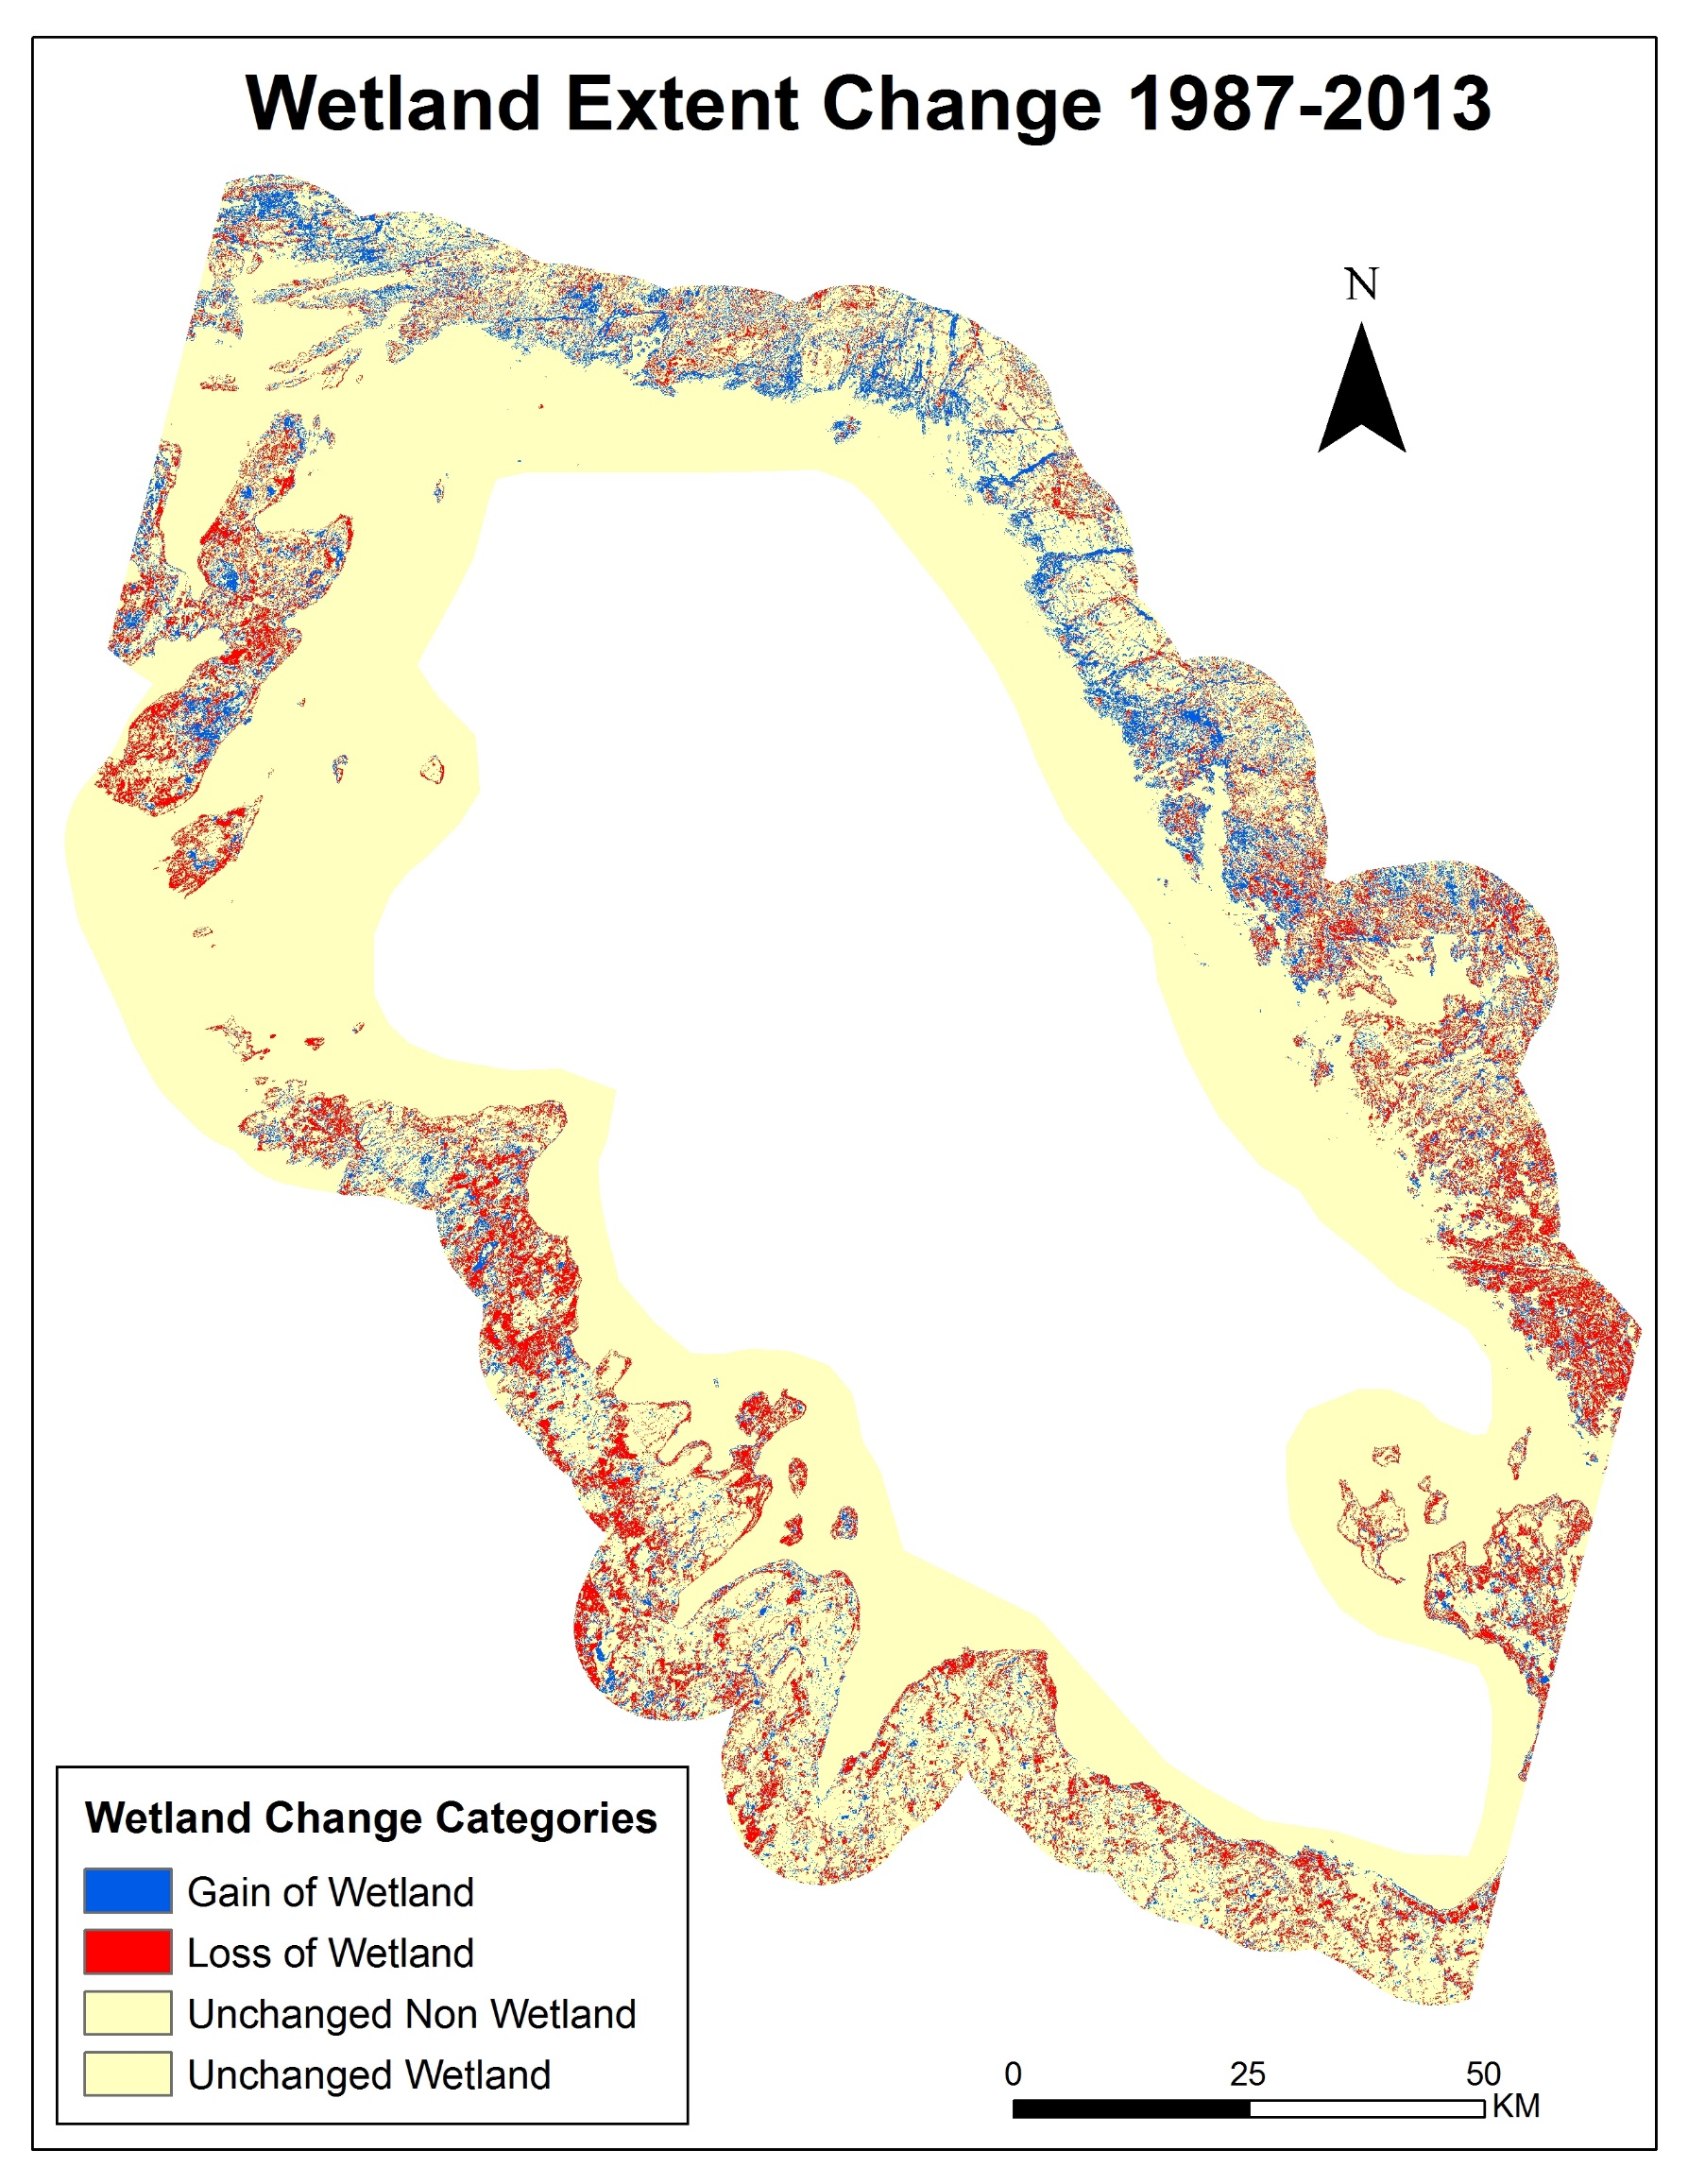 Wetland Extent Change 1987-2013
N
Wetland Change Categories
Gain of Wetland
Loss of Wetland
Unchanged Non Wetland
Unchanged Wetland
0 25 50
KM